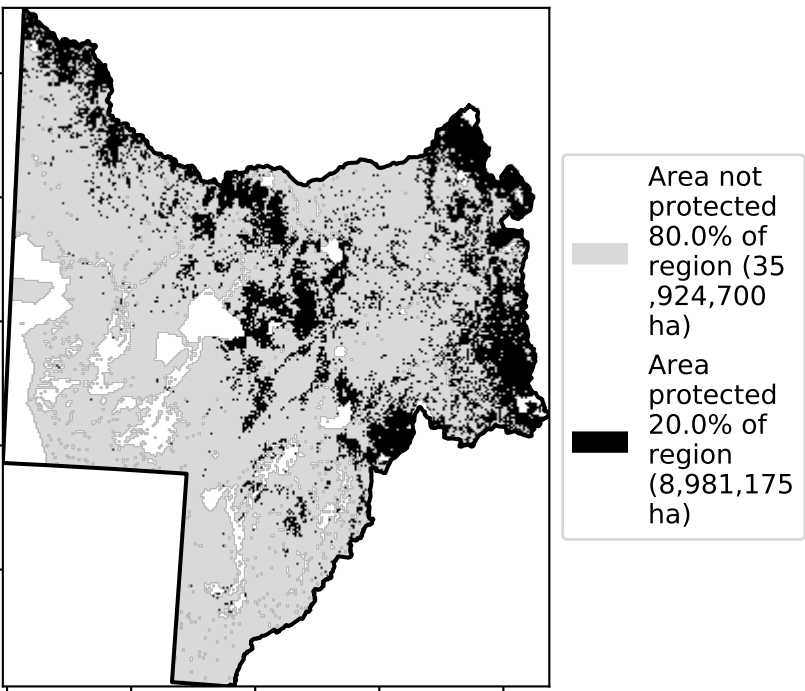 Area not
protected
80.0% of
region (35
,924,700
ha)
Area
protected
20.0% of
region
(8,981,175
ha)